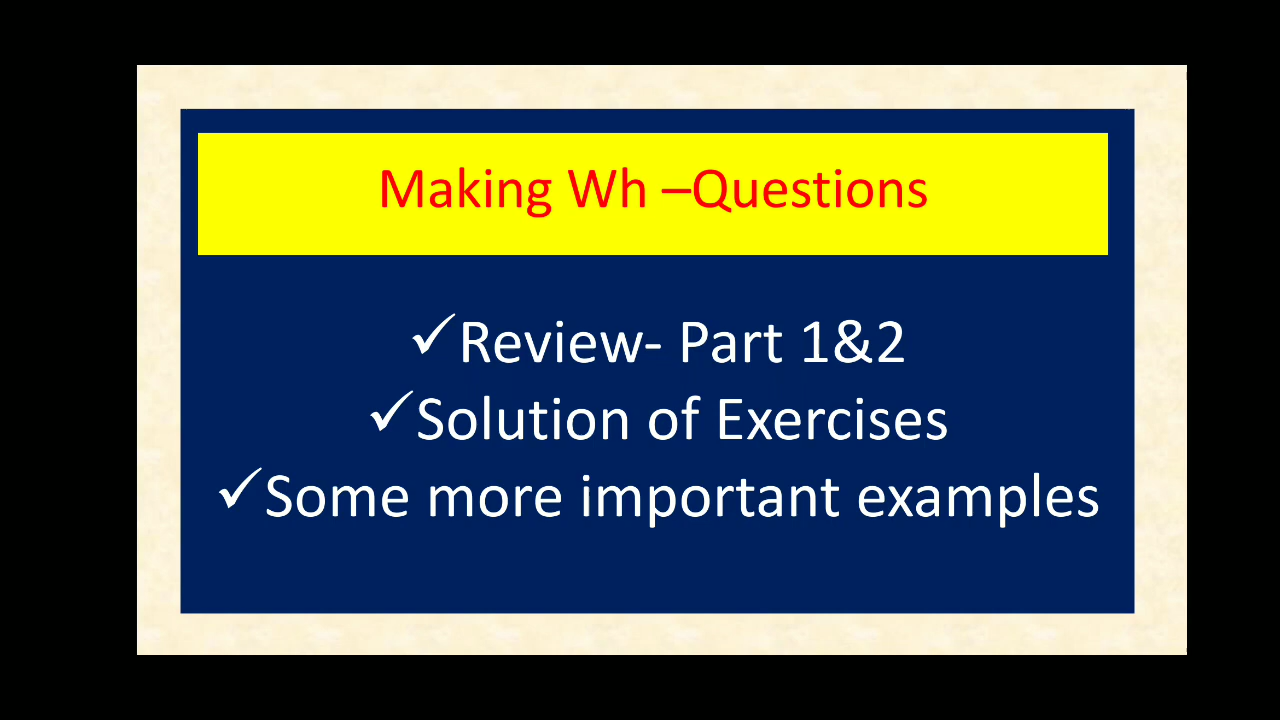 Making Wh –Questions
✓Review- Part 1&2
✓Solution of Exercises
✓Some more important examples